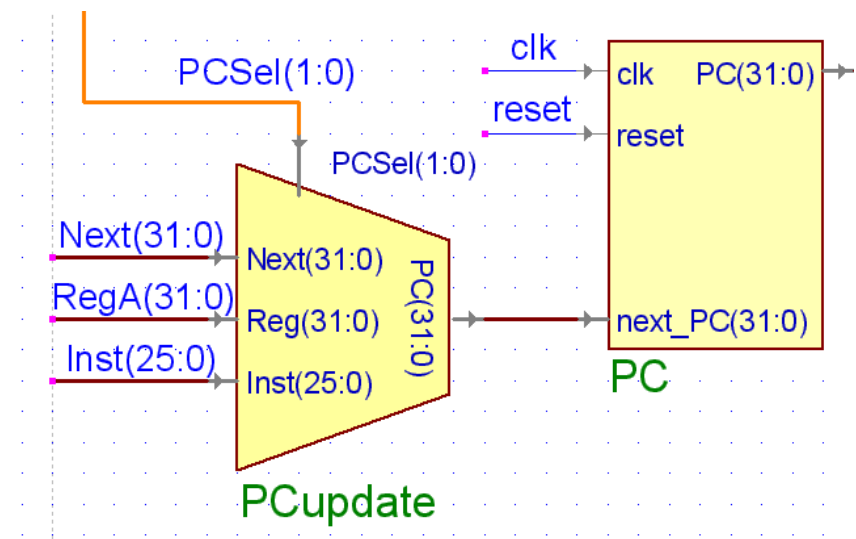 PCSel(1:0)
clk
clk
PC(31:0)
reset
reset
PCSel(1:0)
Next(31:0)
Next(31:0)
RegA(31:0)
Reg(31:0)
PC(31:0)
next_PC(31:0)
Inst(25:0)
Inst(25:0)
PC
PCupdate